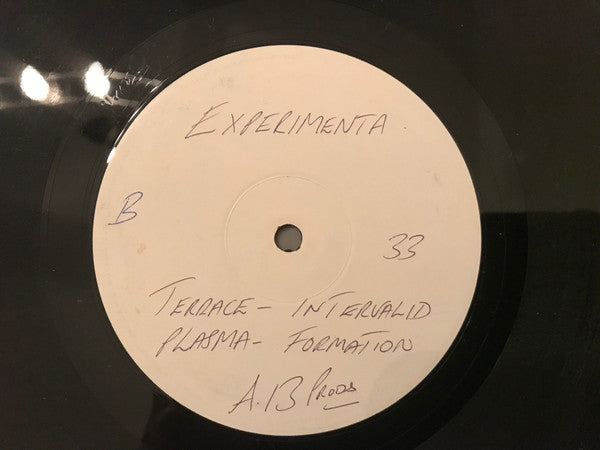 EXPERIMENTA
B
33
TERRACE - INTERVALID
PLASMA - FORMATION
A.B PRODS